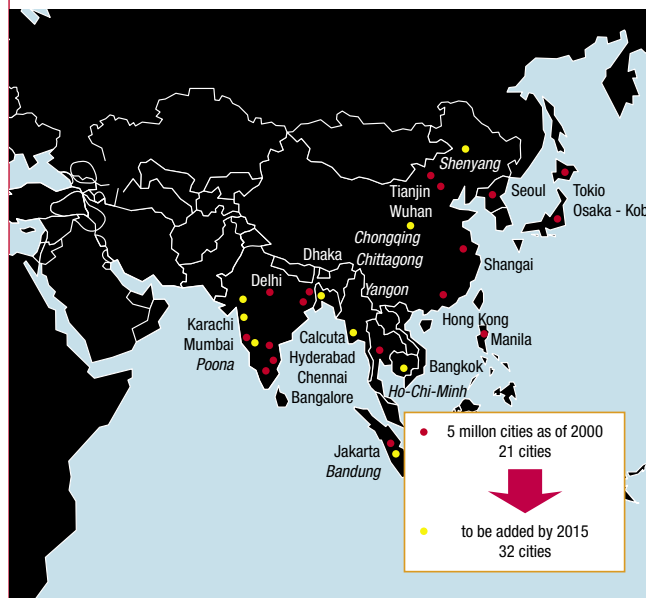 Shenyang
Tianjin
Seoul
Tokio
Wuhan
Osaka - Kob
Chongqing
Dhaka
Chittagong
Shangai
Delhi
Yangon
Hong Kong
Karachi
Calcuta
Manila
Mumbai
Hyderabad
Bangkok
Poona
Chennai
Ho-Chi-Minh
Bangalore
Jakarta
Bandung
5 millon cities as of 2000
21 cities
to be added by 2015
32 cities